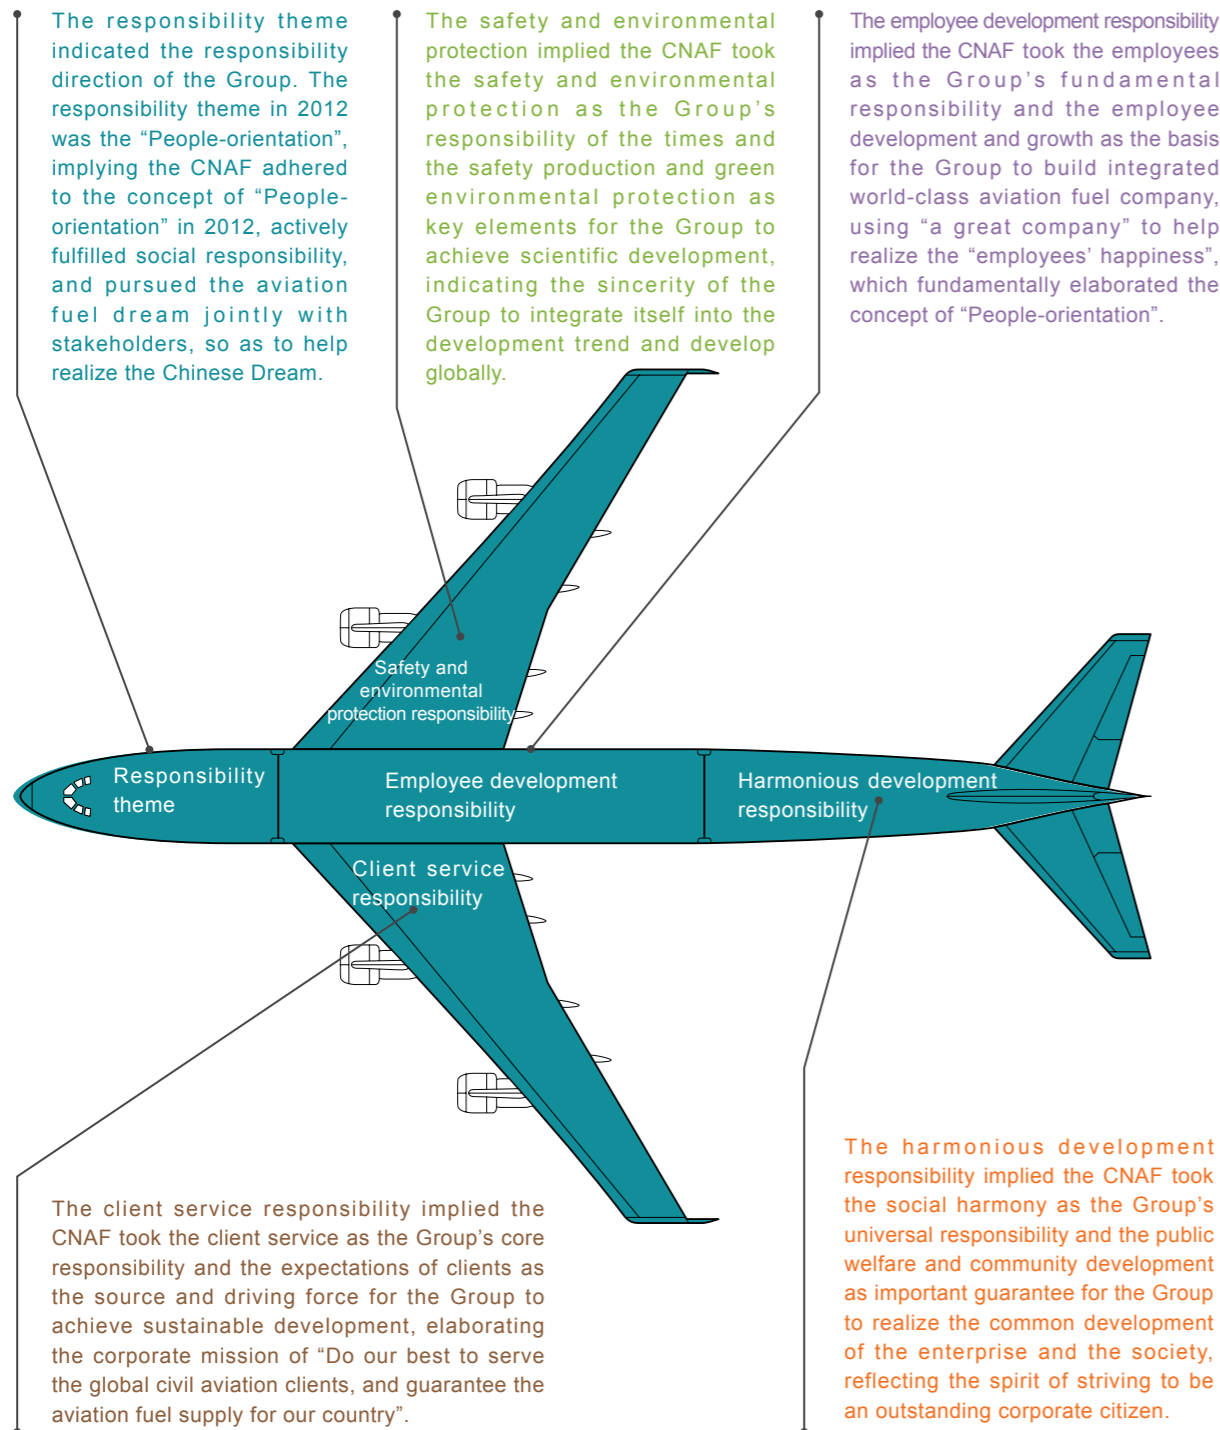 The responsibility theme
indicated the responsibility
direction of the Group. The
responsibility theme in 2012
was the “People-orientation”,
implying the CNAF adhered
to the concept of “People-
orientation” in 2012, actively
fulfilled social responsibility,
and pursued the aviation
fuel dream jointly with
stakeholders, so as to help
realize the Chinese Dream.
The safety and environmental
protection implied the CNAF took
the safety and environmental
protection as the Group’s
responsibility of the times and
the safety production and green
environmental protection as
key elements for the Group to
achieve scientific development,
indicating the sincerity of the
Group to integrate itself into the
development trend and develop
globally.
The employee development responsibility
implied the CNAF took the employees
as the Group’s fundamental
responsibility and the employee
development and growth as the basis
for the Group to build integrated
world-class aviation fuel company,
using “a great company” to help
realize the “employees’ happiness”,
which fundamentally elaborated the
concept of “People-orientation”.
Safety and
environmental
protection responsibility
Responsibility
theme
Employee development
responsibility
Harmonious development
responsibility
Client service
responsibility
The client service responsibility implied the
CNAF took the client service as the Group’s core
responsibility and the expectations of clients as
the source and driving force for the Group to
achieve sustainable development, elaborating
the corporate mission of “Do our best to serve
the global civil aviation clients, and guarantee the
aviation fuel supply for our country”.
The harmonious development
responsibility implied the CNAF took
the social harmony as the Group’s
universal responsibility and the public
welfare and community development
as important guarantee for the Group
to realize the common development
of the enterprise and the society,
reflecting the spirit of striving to be
an outstanding corporate citizen.